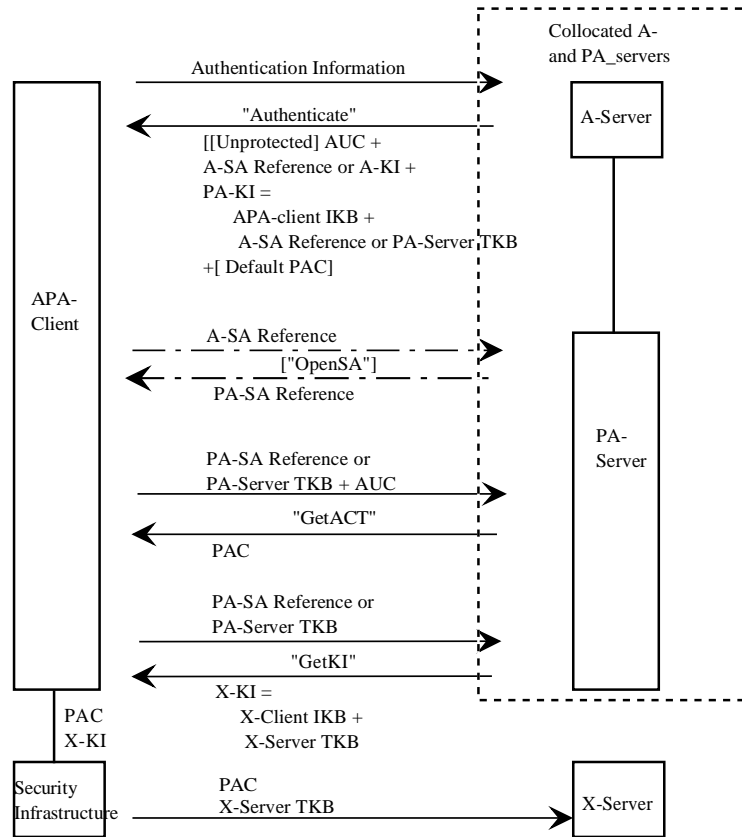 Collocated A-
and PA_servers
Authentication Information
A-Server
"Authenticate"
[[Unprotected] AUC +
A-SA Reference or A-KI +
PA-KI =
APA-client IKB +
A-SA Reference or PA-Server TKB
+[ Default PAC]
APA-
Client
A-SA Reference
["OpenSA"]
PA-SA Reference
PA-
Server
PA-SA Reference or
PA-Server TKB + AUC
"GetACT"
PAC
PA-SA Reference or
PA-Server TKB
"GetKI"
X-KI =
X-Client IKB +
X-Server TKB
PAC
X-KI
Security
Infrastructure
PAC
X-Server TKB
X-Server